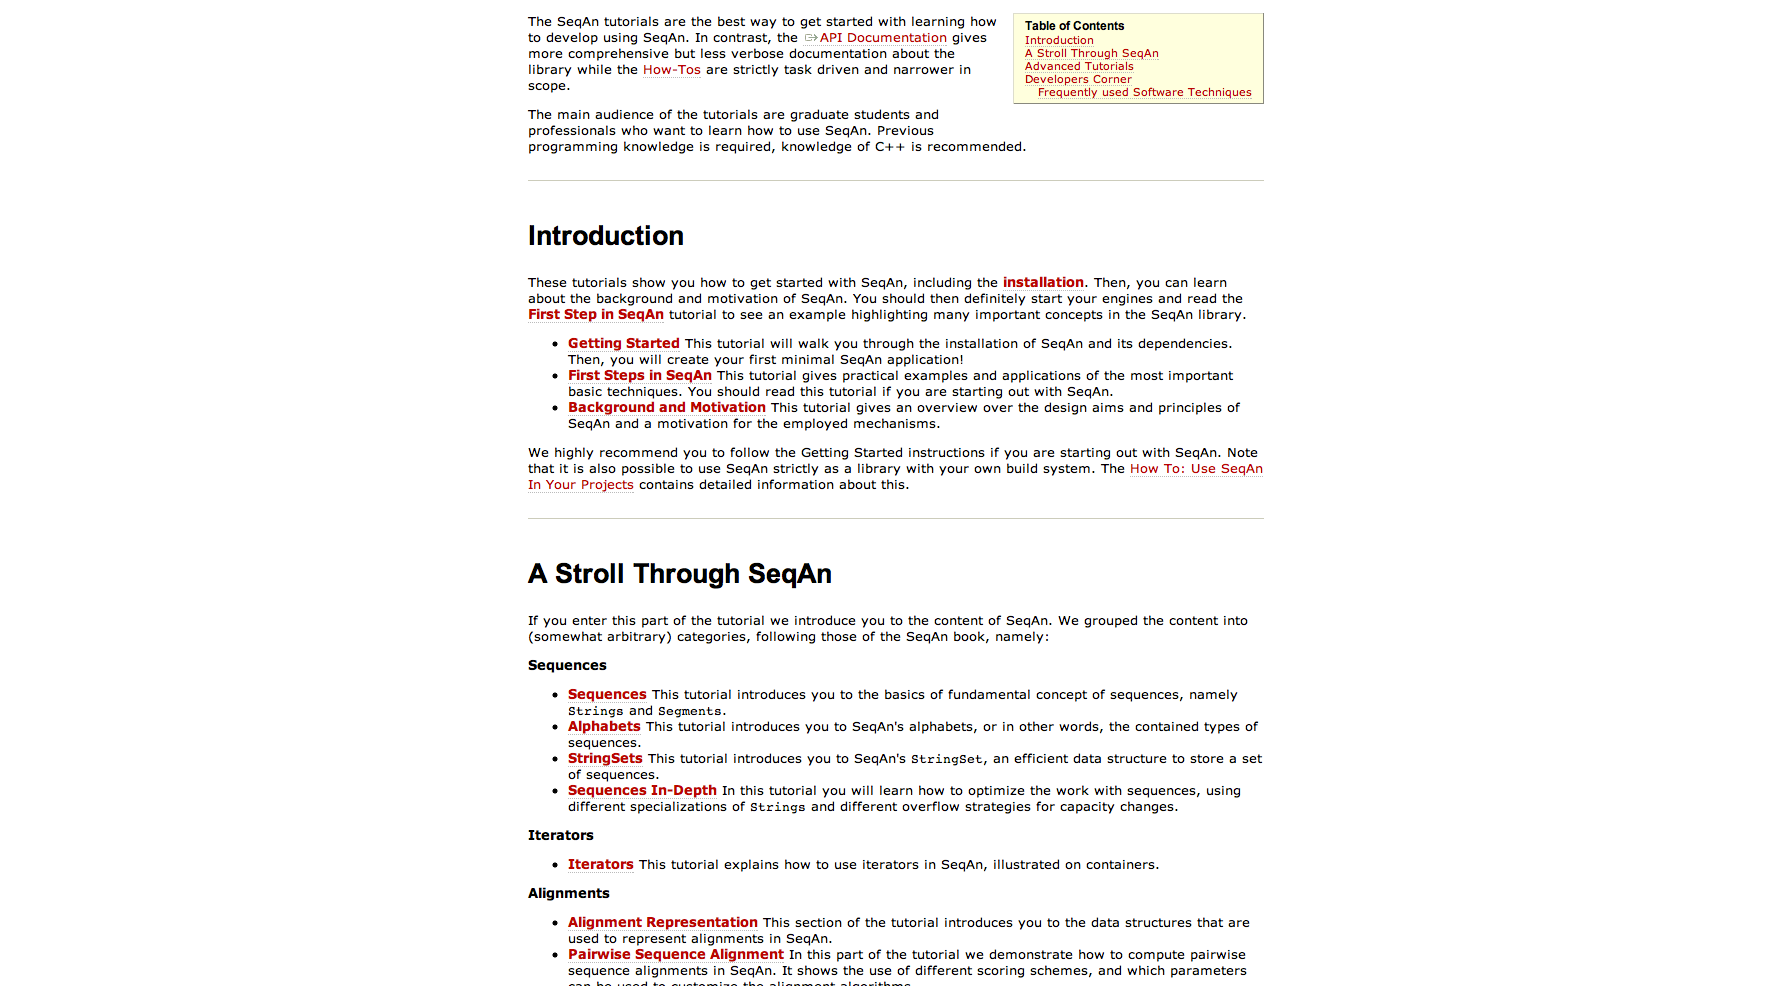 The SeqAn tutorials are the best way to get started with learning how
to develop using SeqAn. In contrast, the API Documentation gives
more comprehensive but less verbose documentation about the
library while the How-Tos are strictly task driven and narrower in
scope.
The main audience of the tutorials are graduate students and
professionals who want to learn how to use SeqAn. Previous
programming knowledge is required, knowledge of C++ is recommended.
Table of Contents
Introduction
A Stroll Through SeqAn
Advanced Tutorials
Developers Corner
Frequently used Software Techniques
Introduction
These tutorials show you how to get started with SeqAn, including the installation. Then, you can learn
about the background and motivation of SeqAn. You should then definitely start your engines and read the
First Step in SeqAn tutorial to see an example highlighting many important concepts in the SeqAn library.
• Getting Started This tutorial will walk you through the installation of SeqAn and its dependencies.
Then, you will create your first minimal SeqAn application!
• First Steps in SeqAn This tutorial gives practical examples and applications of the most important
basic techniques. You should read this tutorial if you are starting out with SeqAn.
• Background and Motivation This tutorial gives an overview over the design aims and principles of
SeqAn and a motivation for the employed mechanisms.
We highly recommend you to follow the Getting Started instructions if you are starting out with SeqAn. Note
that it is also possible to use SeqAn strictly as a library with your own build system. The How To: Use SeqAn
In Your Projects contains detailed information about this.
A Stroll Through SeqAn
If you enter this part of the tutorial we introduce you to the content of SeqAn. We grouped the content into
(somewhat arbitrary) categories, following those of the SeqAn book, namely:
Sequences
• Sequences This tutorial introduces you to the basics of fundamental concept of sequences, namely
Strings and Segments.
• Alphabets This tutorial introduces you to SeqAn's alphabets, or in other words, the contained types of
sequences.
• StringSets This tutorial introduces you to SeqAn's StringSet, an efficient data structure to store a set
of sequences.
• Sequences In-Depth In this tutorial you will learn how to optimize the work with sequences, using
different specializations of Strings and different overflow strategies for capacity changes.
Iterators
• Iterators This tutorial explains how to use iterators in SeqAn, illustrated on containers.
Alignments
• Alignment Representation This section of the tutorial introduces you to the data structures that are
used to represent alignments in SeqAn.
• Pairwise Sequence Alignment In this part of the tutorial we demonstrate how to compute pairwise
sequence alignments in SeqAn. It shows the use of different scoring schemes, and which parameters
can be used to customize the alignment algorithms.